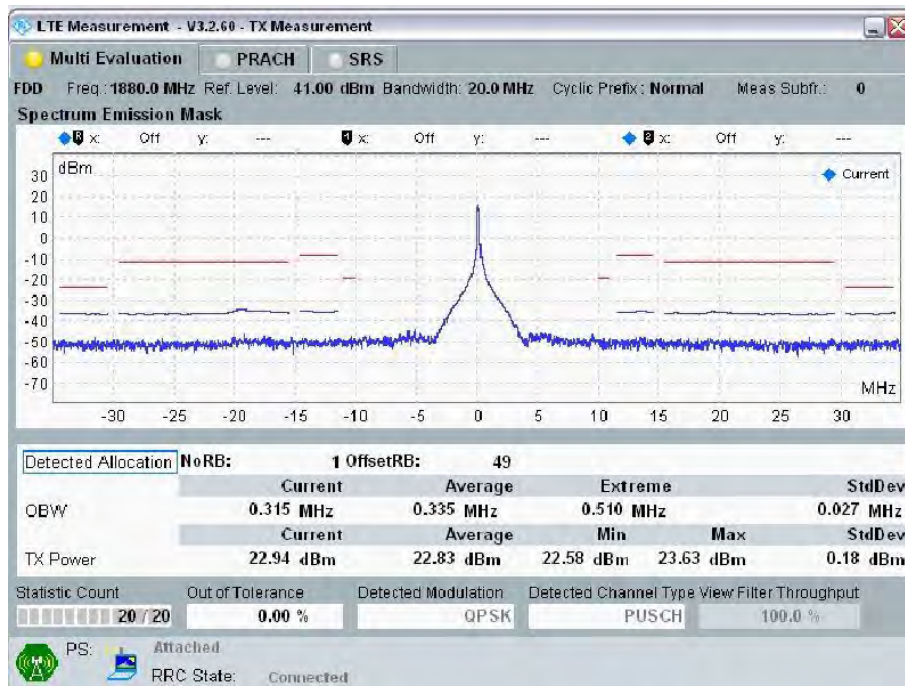 LTE Measurement - V3.2.60 - TX Measurement
Multi Evaluation PRACH SRS
FDD Freq.: 1880.0 MHz Ref. Level: 41.00 dBm Bandwidth: 20.0 MHz Cyclic Prefix: Normal Meas Subfr.: 0
Spectrum Emission Mask
R x: Off y: --- 1 x: Off y: --- 2 x: Off y: ---
dBm
Current
30
20
10
0
-10
-20
-30
-40
-50
-60
-70
MHz
-30 -25 -20 -15 -10 -5 0 5 10 15 20 25 30
Detected Allocation NoRB: 1 OffsetRB: 49
Current Average Extreme StdDev
OBW 0.315 MHz 0.335 MHz 0.510 MHz 0.027 MHz
Current Average Min Max StdDev
TX Power 22.94 dBm 22.83 dBm 22.58 dBm 23.63 dBm 0.18 dBm
Statistic Count Out of Tolerance Detected Modulation Detected Channel Type View Filter Throughput
20 / 20 0.00 % QPSK PUSCH 100.0 %
PS: Attached
RRC State: Connected